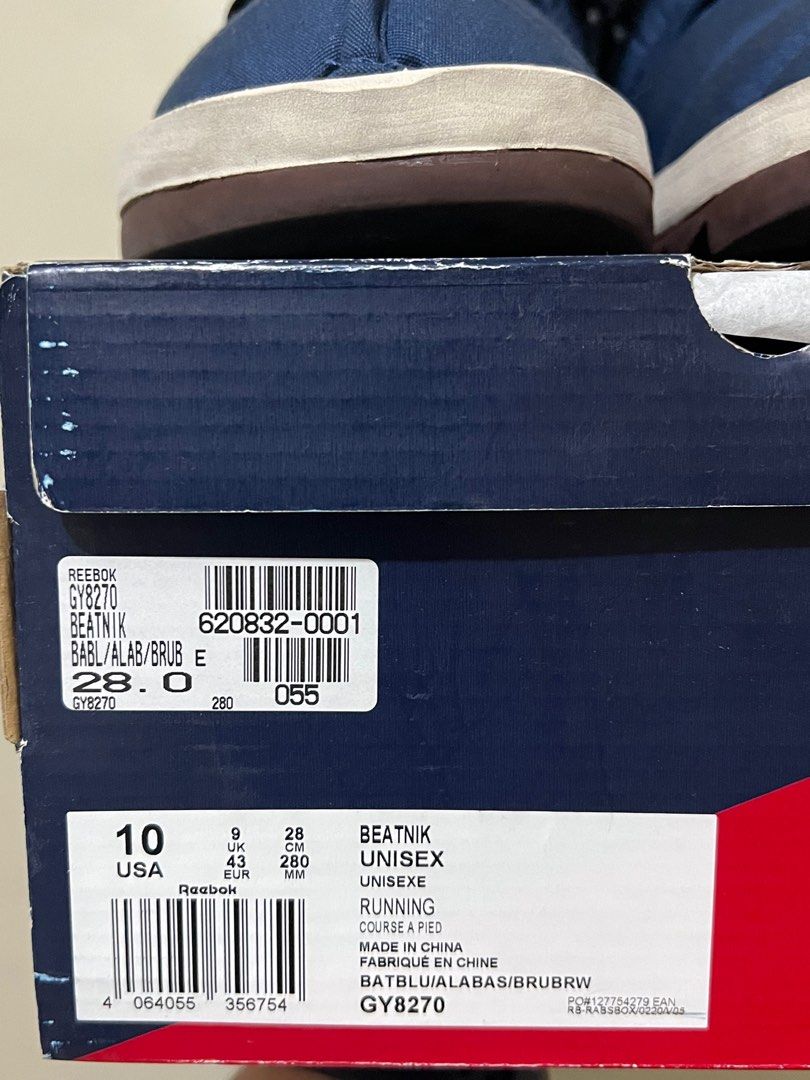 REEBOK
GY8270
BEATNIK 620832-0001
BABL/ALAB/BRUB E
28.0 055
GY8270 280
10 USA
9 UK 28 CM
43 EUR 280 MM
Reebok
4 064055 356754
BEATNIK
UNISEX
UNISEXE
RUNNING
COURSE A PIED
MADE IN CHINA
FABRIQUÉ EN CHINE
BATBLU/ALABAS/BRUBRW
GY8270
PO#127754279 EAN
RB-RABSBOX/0220/V05